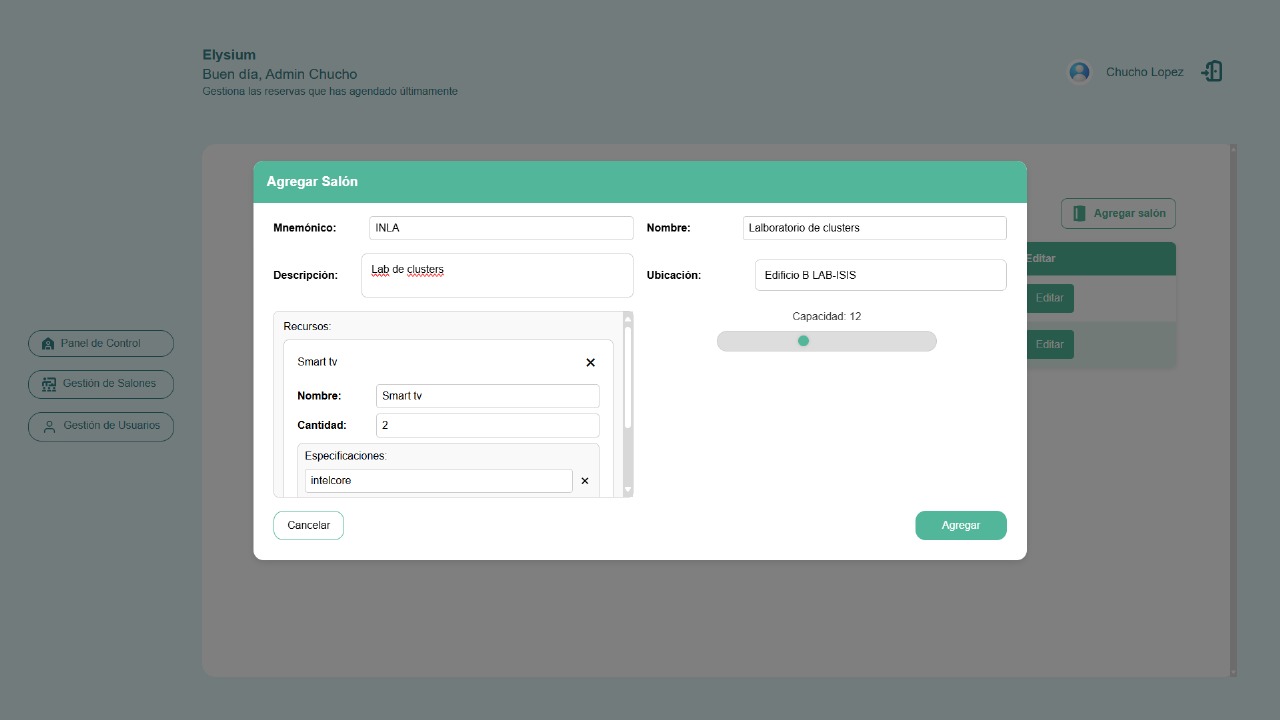 Elysium
Buen día, Admin Chucho
Gestiona las reservas que has agendado últimamente
Chucho Lopez
Agregar Salón
Agregar salón
Mnemónico: INLA Nombre: Lalboratorio de clusters
Descripción: Lab de clusters Ubicación: Edificio B LAB-ISIS
Editar
Editar
Editar
Recursos:
Capacidad: 12
Smart tv
Nombre: Smart tv
Cantidad: 2
Especificaciones:
intelcore
Cancelar
Agregar
Panel de Control
Gestión de Salones
Gestión de Usuarios